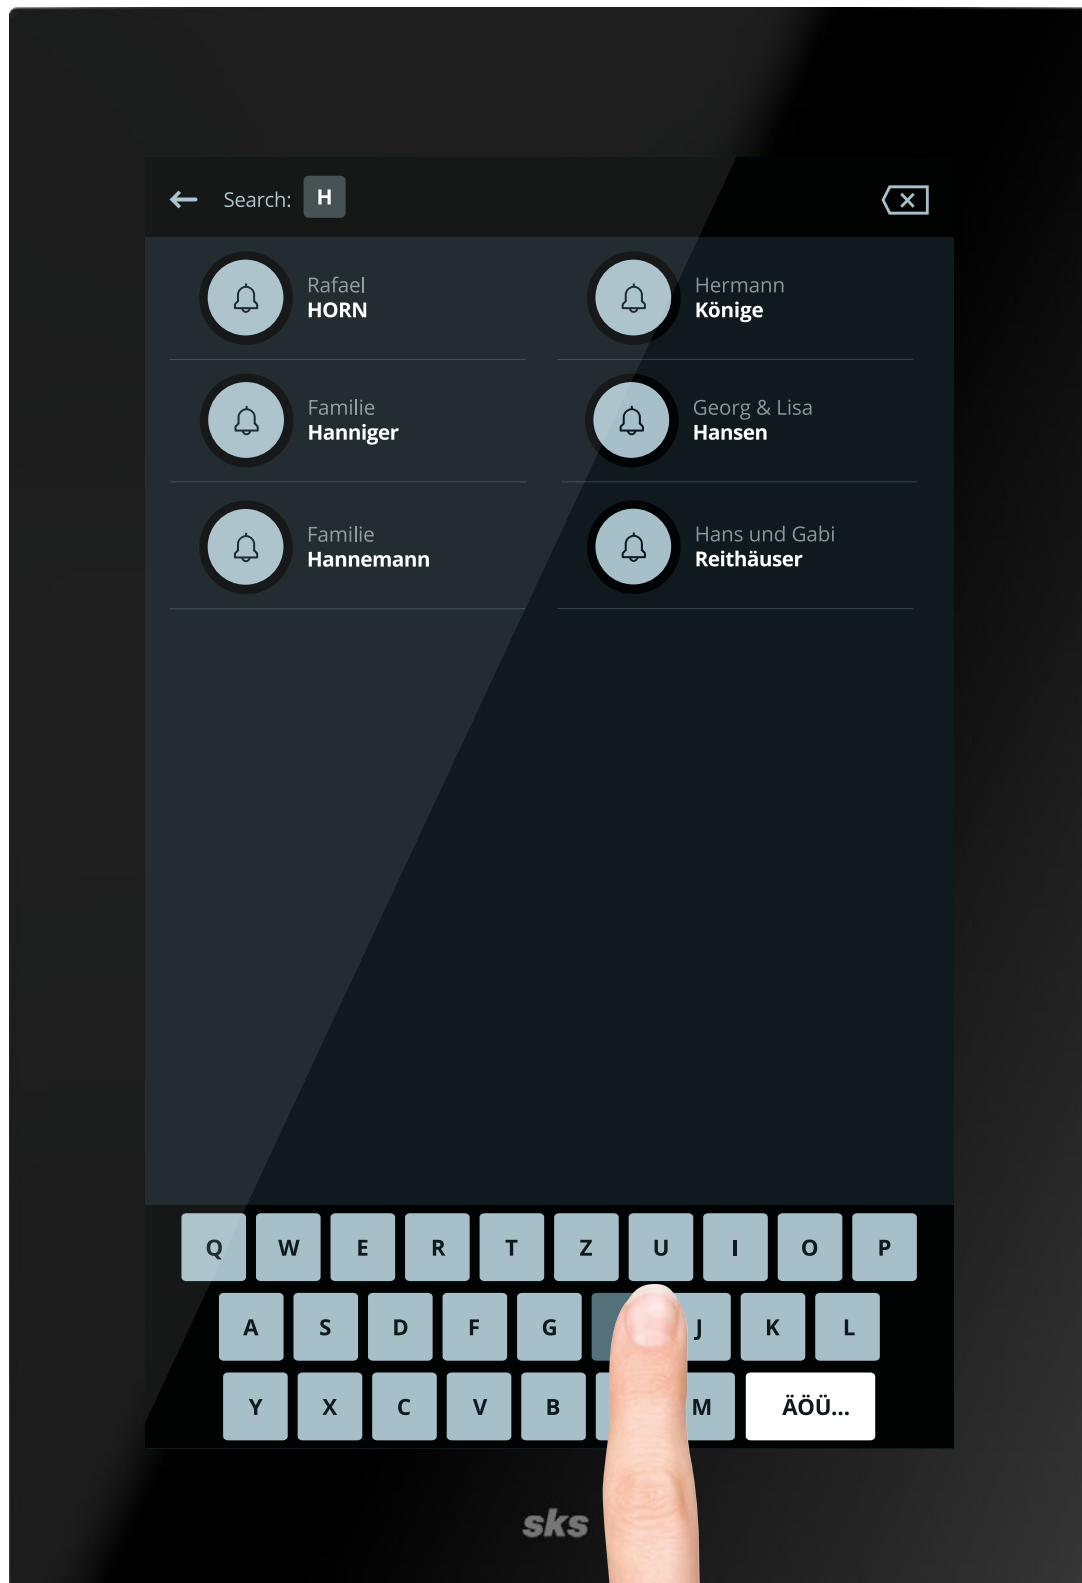 Search: H
Rafael
HORN
Hermann
Könige
Familie
Hanniger
Georg & Lisa
Hansen
Familie
Hannemann
Hans und Gabi
Reithäuser
Q W E R T Z U I O P
A S D F G J K L
Y X C V B M ÄÖÜ...
sks